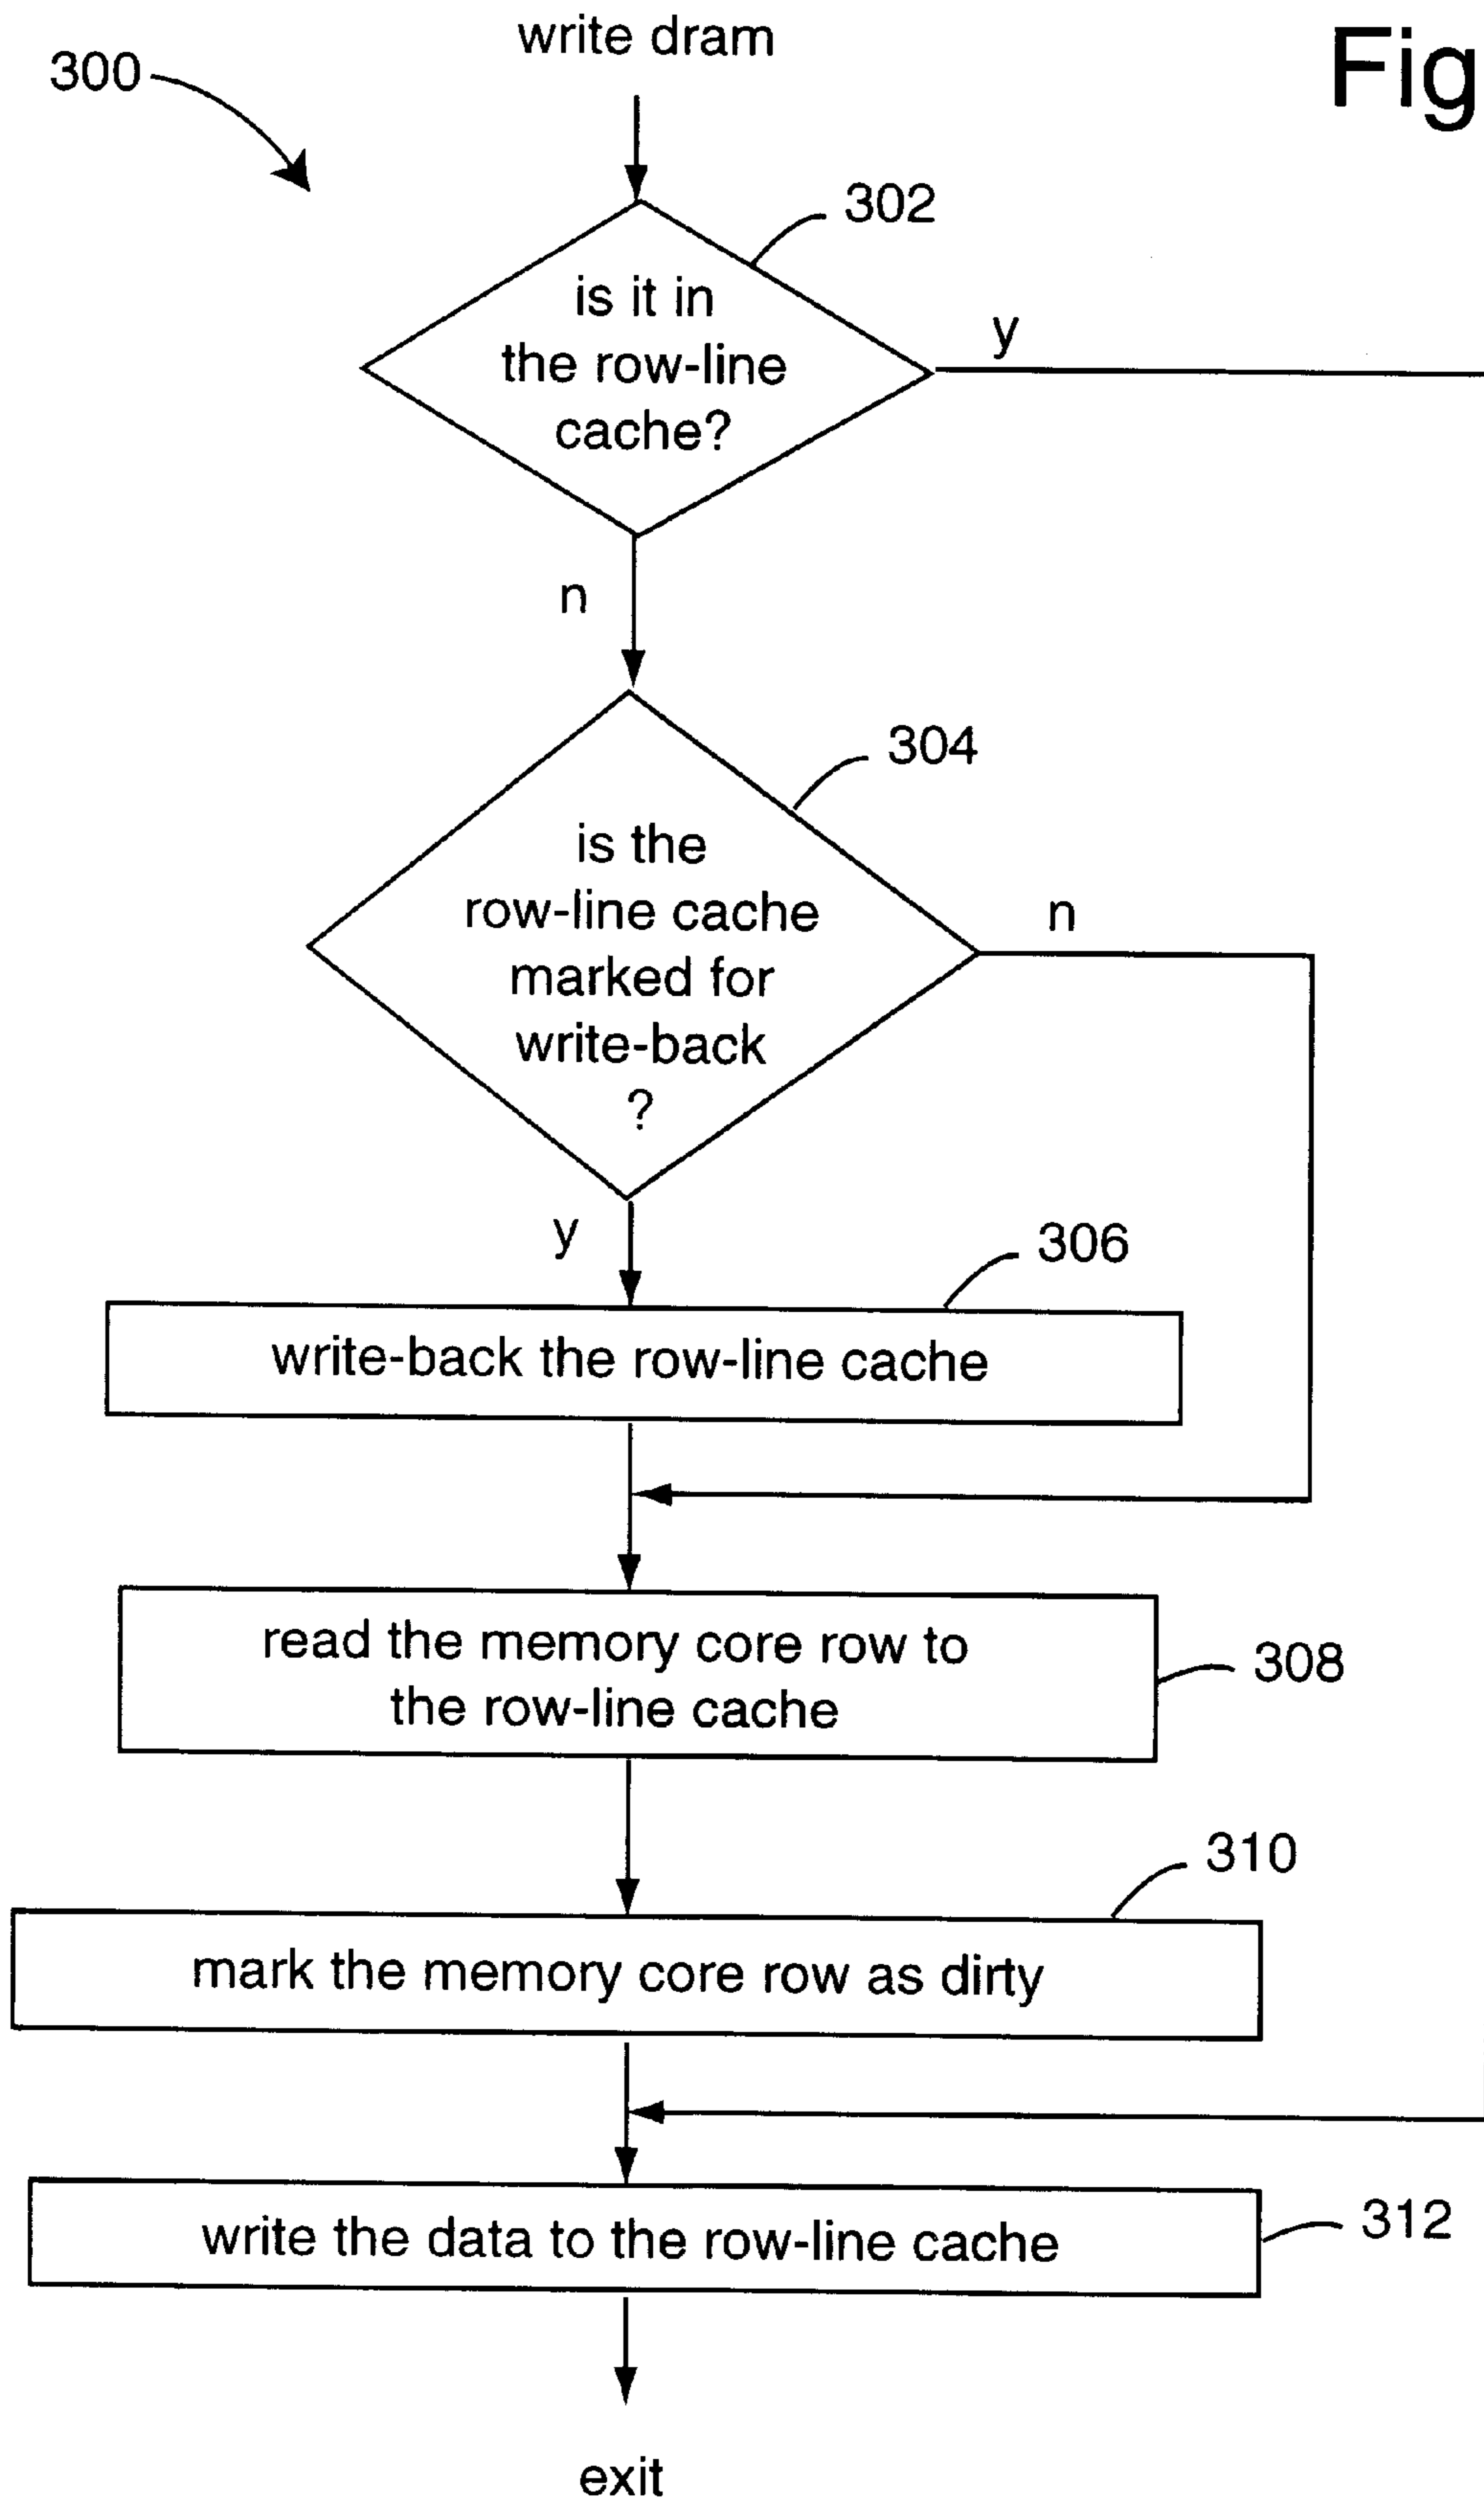 write dram
Fig
300
302
is it in
the row-line
cache?
y
n
304
is the
row-line cache
marked for
write-back
?
n
y
306
write-back the row-line cache
read the memory core row to
the row-line cache
308
310
mark the memory core row as dirty
write the data to the row-line cache
312
exit